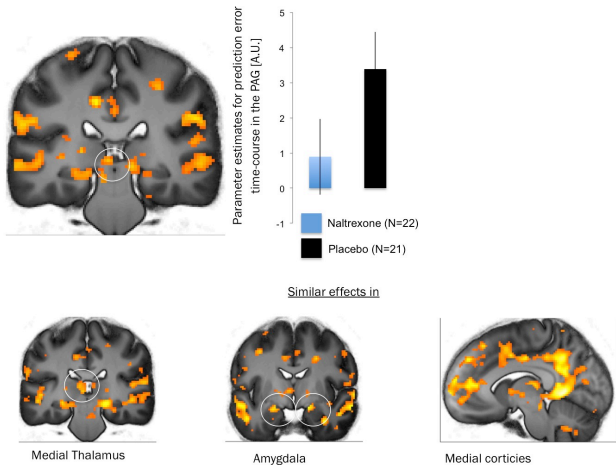 Parameter estimates for prediction error
time-course in the PAG [A.U.]
5
4
3
2
1
0
-1
Naltrexone (N=22)
Placebo (N=21)
Similar effects in
Medial Thalamus
Amygdala
Medial corticies